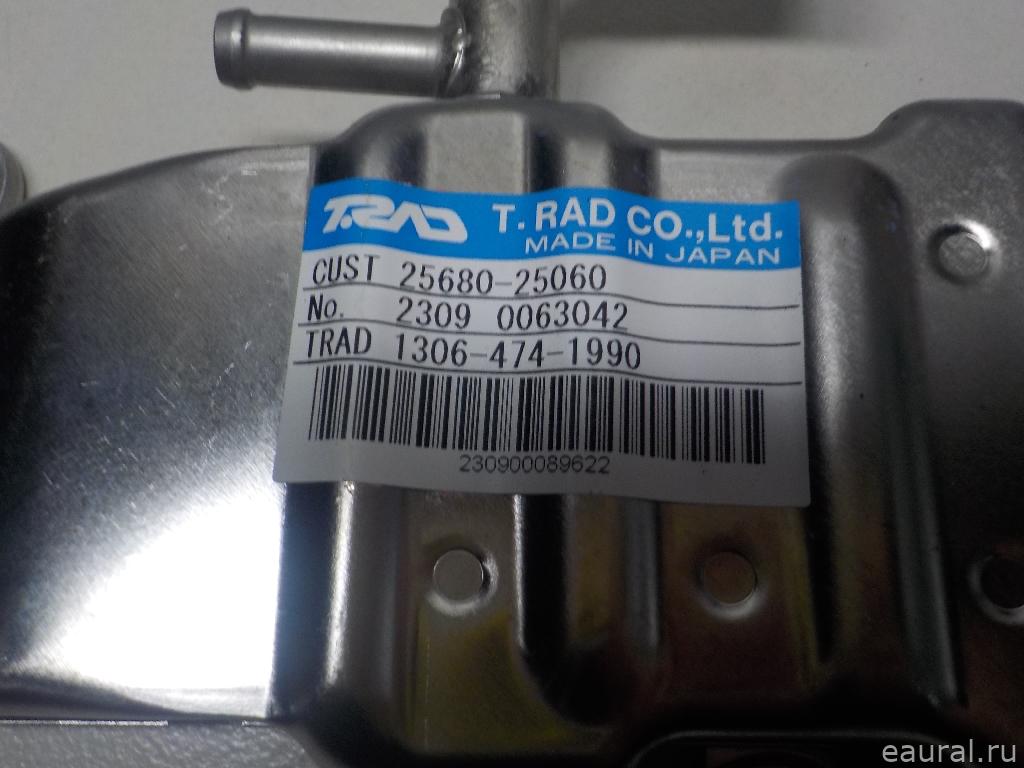 T.RAD T. RAD CO.,Ltd.
MADE IN JAPAN
CUST 25680-25060
No. 2309 0063042
TRAD 1306-474-1990
230900089622
eaural.ru